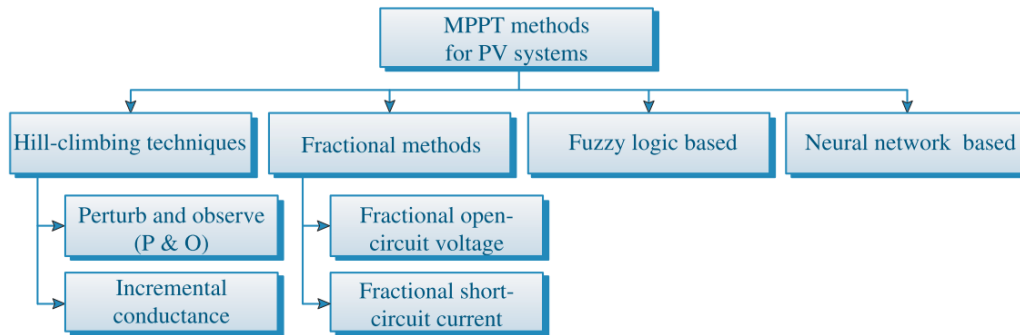 MPPT methods
for PV systems
Hill-climbing techniques
Fractional methods
Fuzzy logic based
Neural network based
Perturb and observe
(P & O)
Fractional open-
circuit voltage
Incremental
conductance
Fractional short-
circuit current